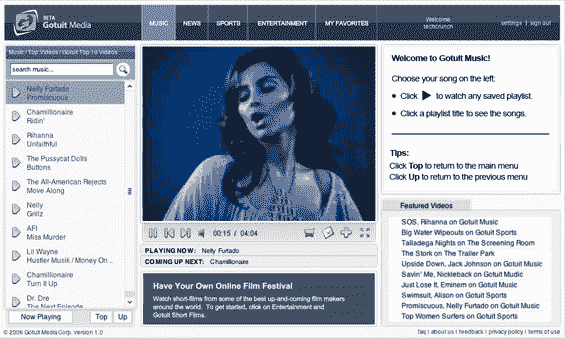 BETA
Gotuit Media
MUSIC
NEWS
SPORTS
ENTERTAINMENT
MY FAVORITES
Welcome
techcrunch
settings | sign out
Music / Top Videos / Gotuit Top 10 Videos
search music...
Nelly Furtado
Promiscuous
Chamillionaire
Ridin'
Rihanna
Unfaithful
The Pussycat Dolls
Buttons
The All-American Rejects
Move Along
Nelly
Grillz
AFI
Miss Murder
Lil Wayne
Hustler Musik / Money On ..
Chamillionaire
Turn It Up
Dr. Dre
The Next Episode
Now Playing
Top
Up
00:15 / 04:04
PLAYING NOW: Nelly Furtado
COMING UP NEXT: Chamillionaire
Have Your Own Online Film Festival
Watch short-films from some of the best up-and-coming film makers
around the world. To get started, click on Entertainment and
Gotuit Short Films.
Welcome to Gotuit Music!
Choose your song on the left:
• Click ▶ to watch any saved playlist.
• Click a playlist title to see the songs.
Tips:
Click Top to return to the main menu
Click Up to return to the previous menu
Featured Videos
SOS, Rihanna on Gotuit Music
Big Water Wipeouts on Gotuit Sports
Talladega Nights on The Screening Room
The Stork on The Trailer Park
Upside Down, Jack Johnson on Gotuit Music
Savin' Me, Nickleback on Gotuit Mudic
Just Lose It, Eminem on Gotuit Music
Swimsuit, Alison on Gotuit Sports
Promiscuous, Nelly Furtado on Gotuit Music
Top Women Surfers on Gotuit Sports
© 2006 Gotuit Media Corp. version 1.0
faq | about us | feedback | privacy policy | terms of use